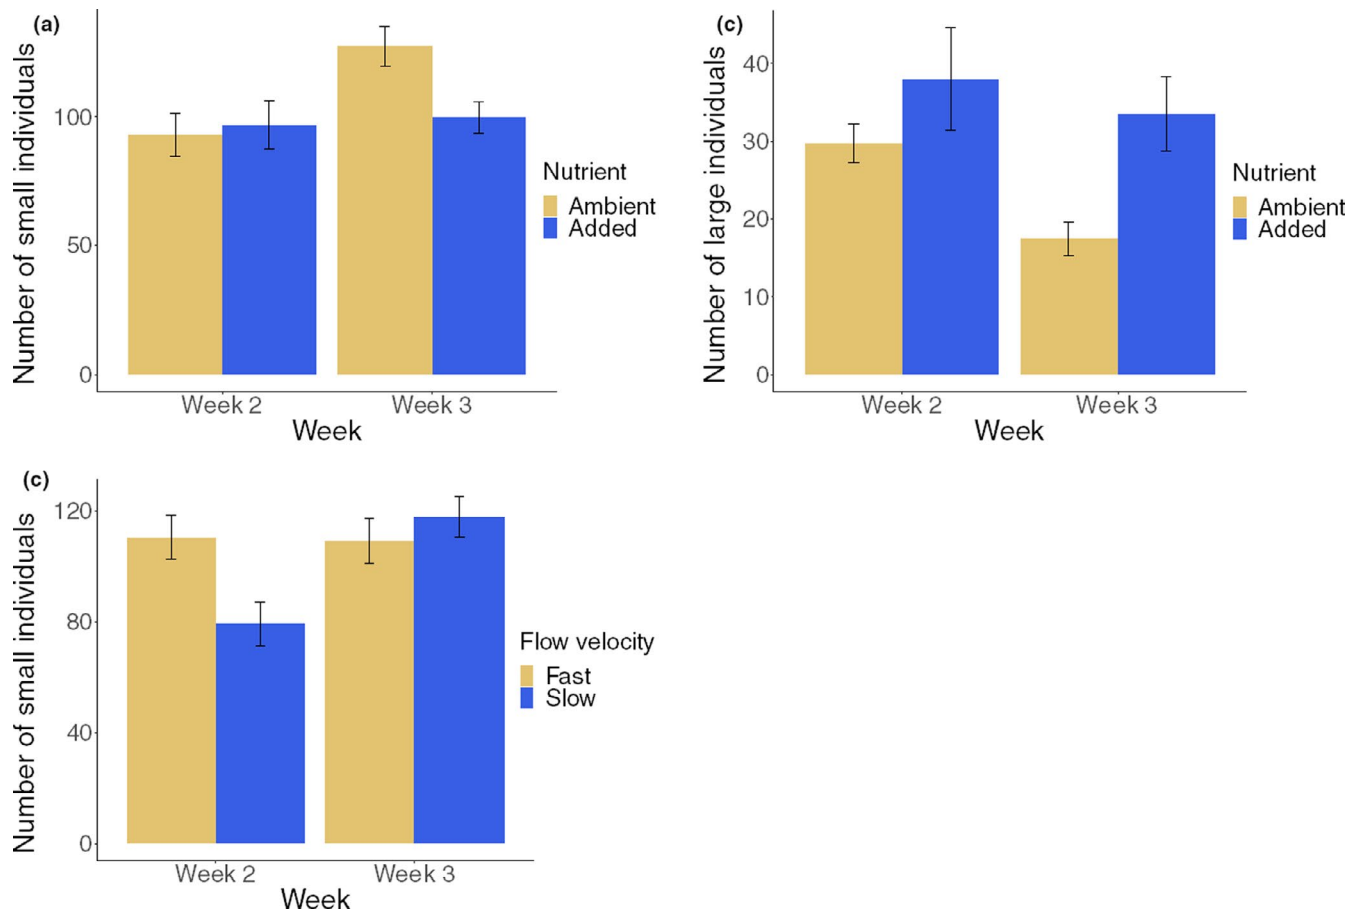 (a)
Number of small individuals
100
50
0
Week 2 Week 3
Week
Nutrient
Ambient
Added
(c)
Number of large individuals
40
30
20
10
0
Week 2 Week 3
Week
Nutrient
Ambient
Added
(c)
Number of small individuals
120
80
40
0
Week 2 Week 3
Week
Flow velocity
Fast
Slow